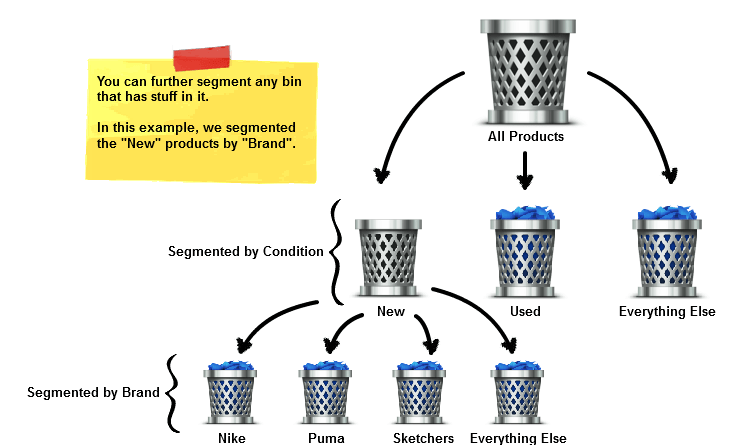 You can further segment any bin
that has stuff in it.
In this example, we segmented
the "New" products by "Brand".
All Products
Segmented by Condition
New
Used
Everything Else
Segmented by Brand
Nike
Puma
Sketchers
Everything Else